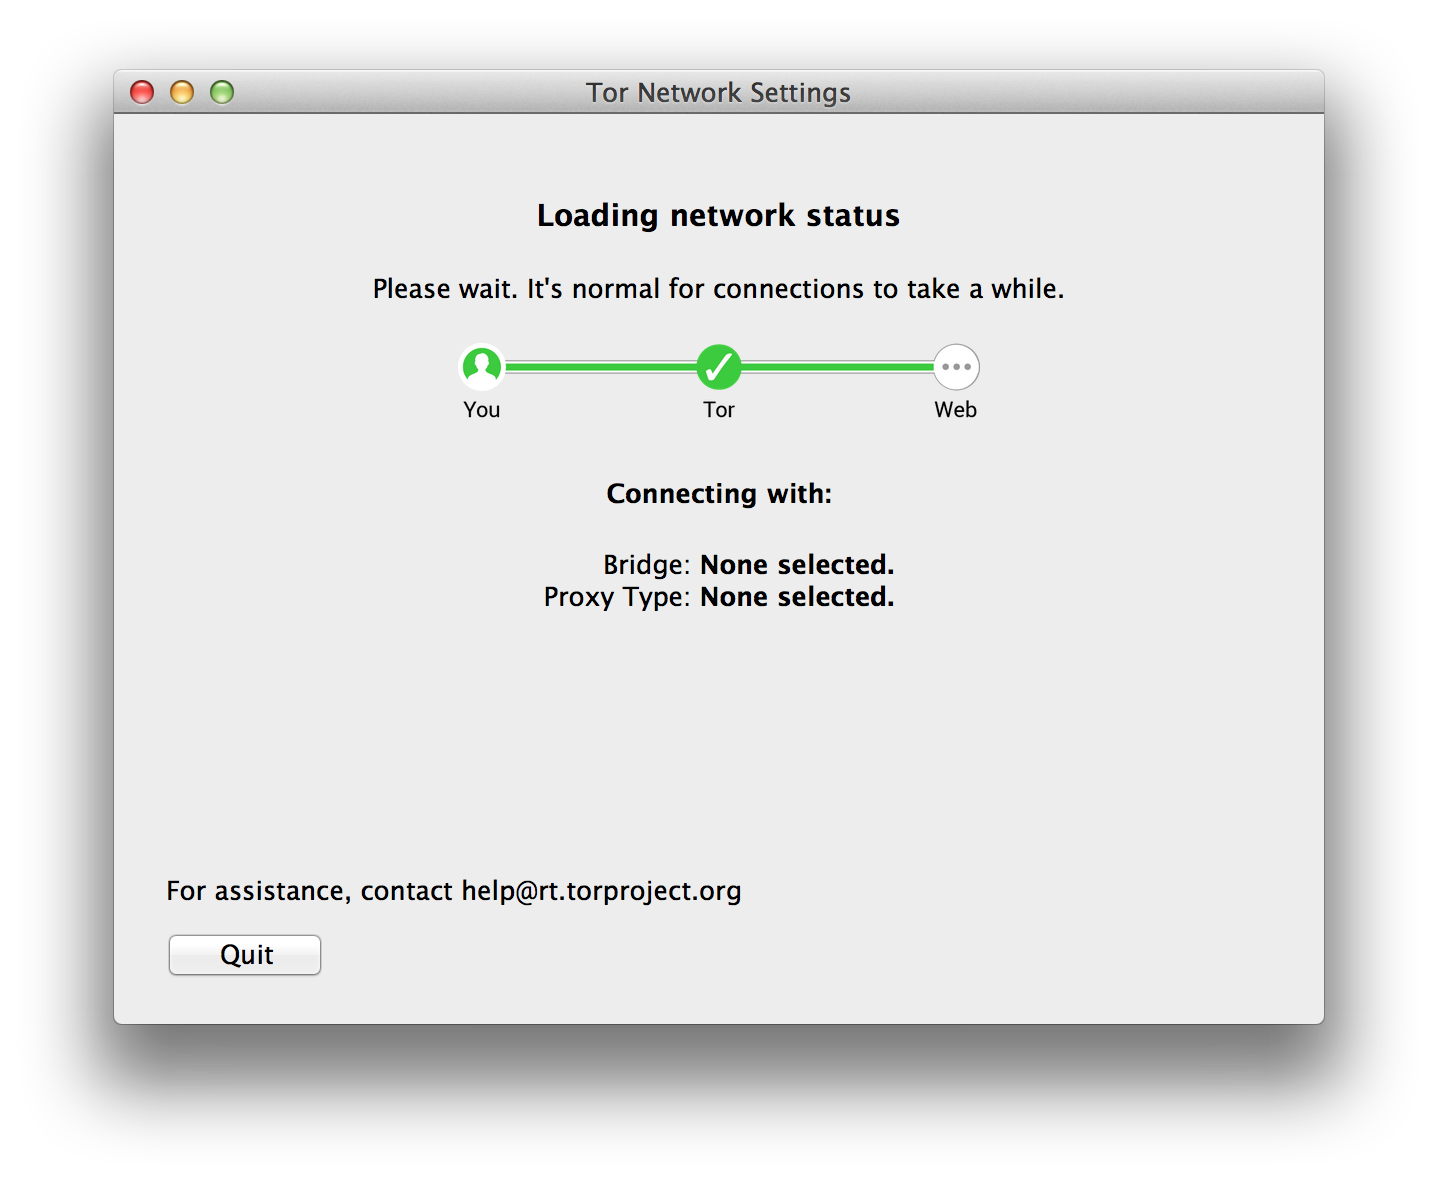 Tor Network Settings
Loading network status
Please wait. It's normal for connections to take a while.
You Tor Web
Connecting with:
Bridge: None selected.
Proxy Type: None selected.
For assistance, contact help@rt.torproject.org
Quit